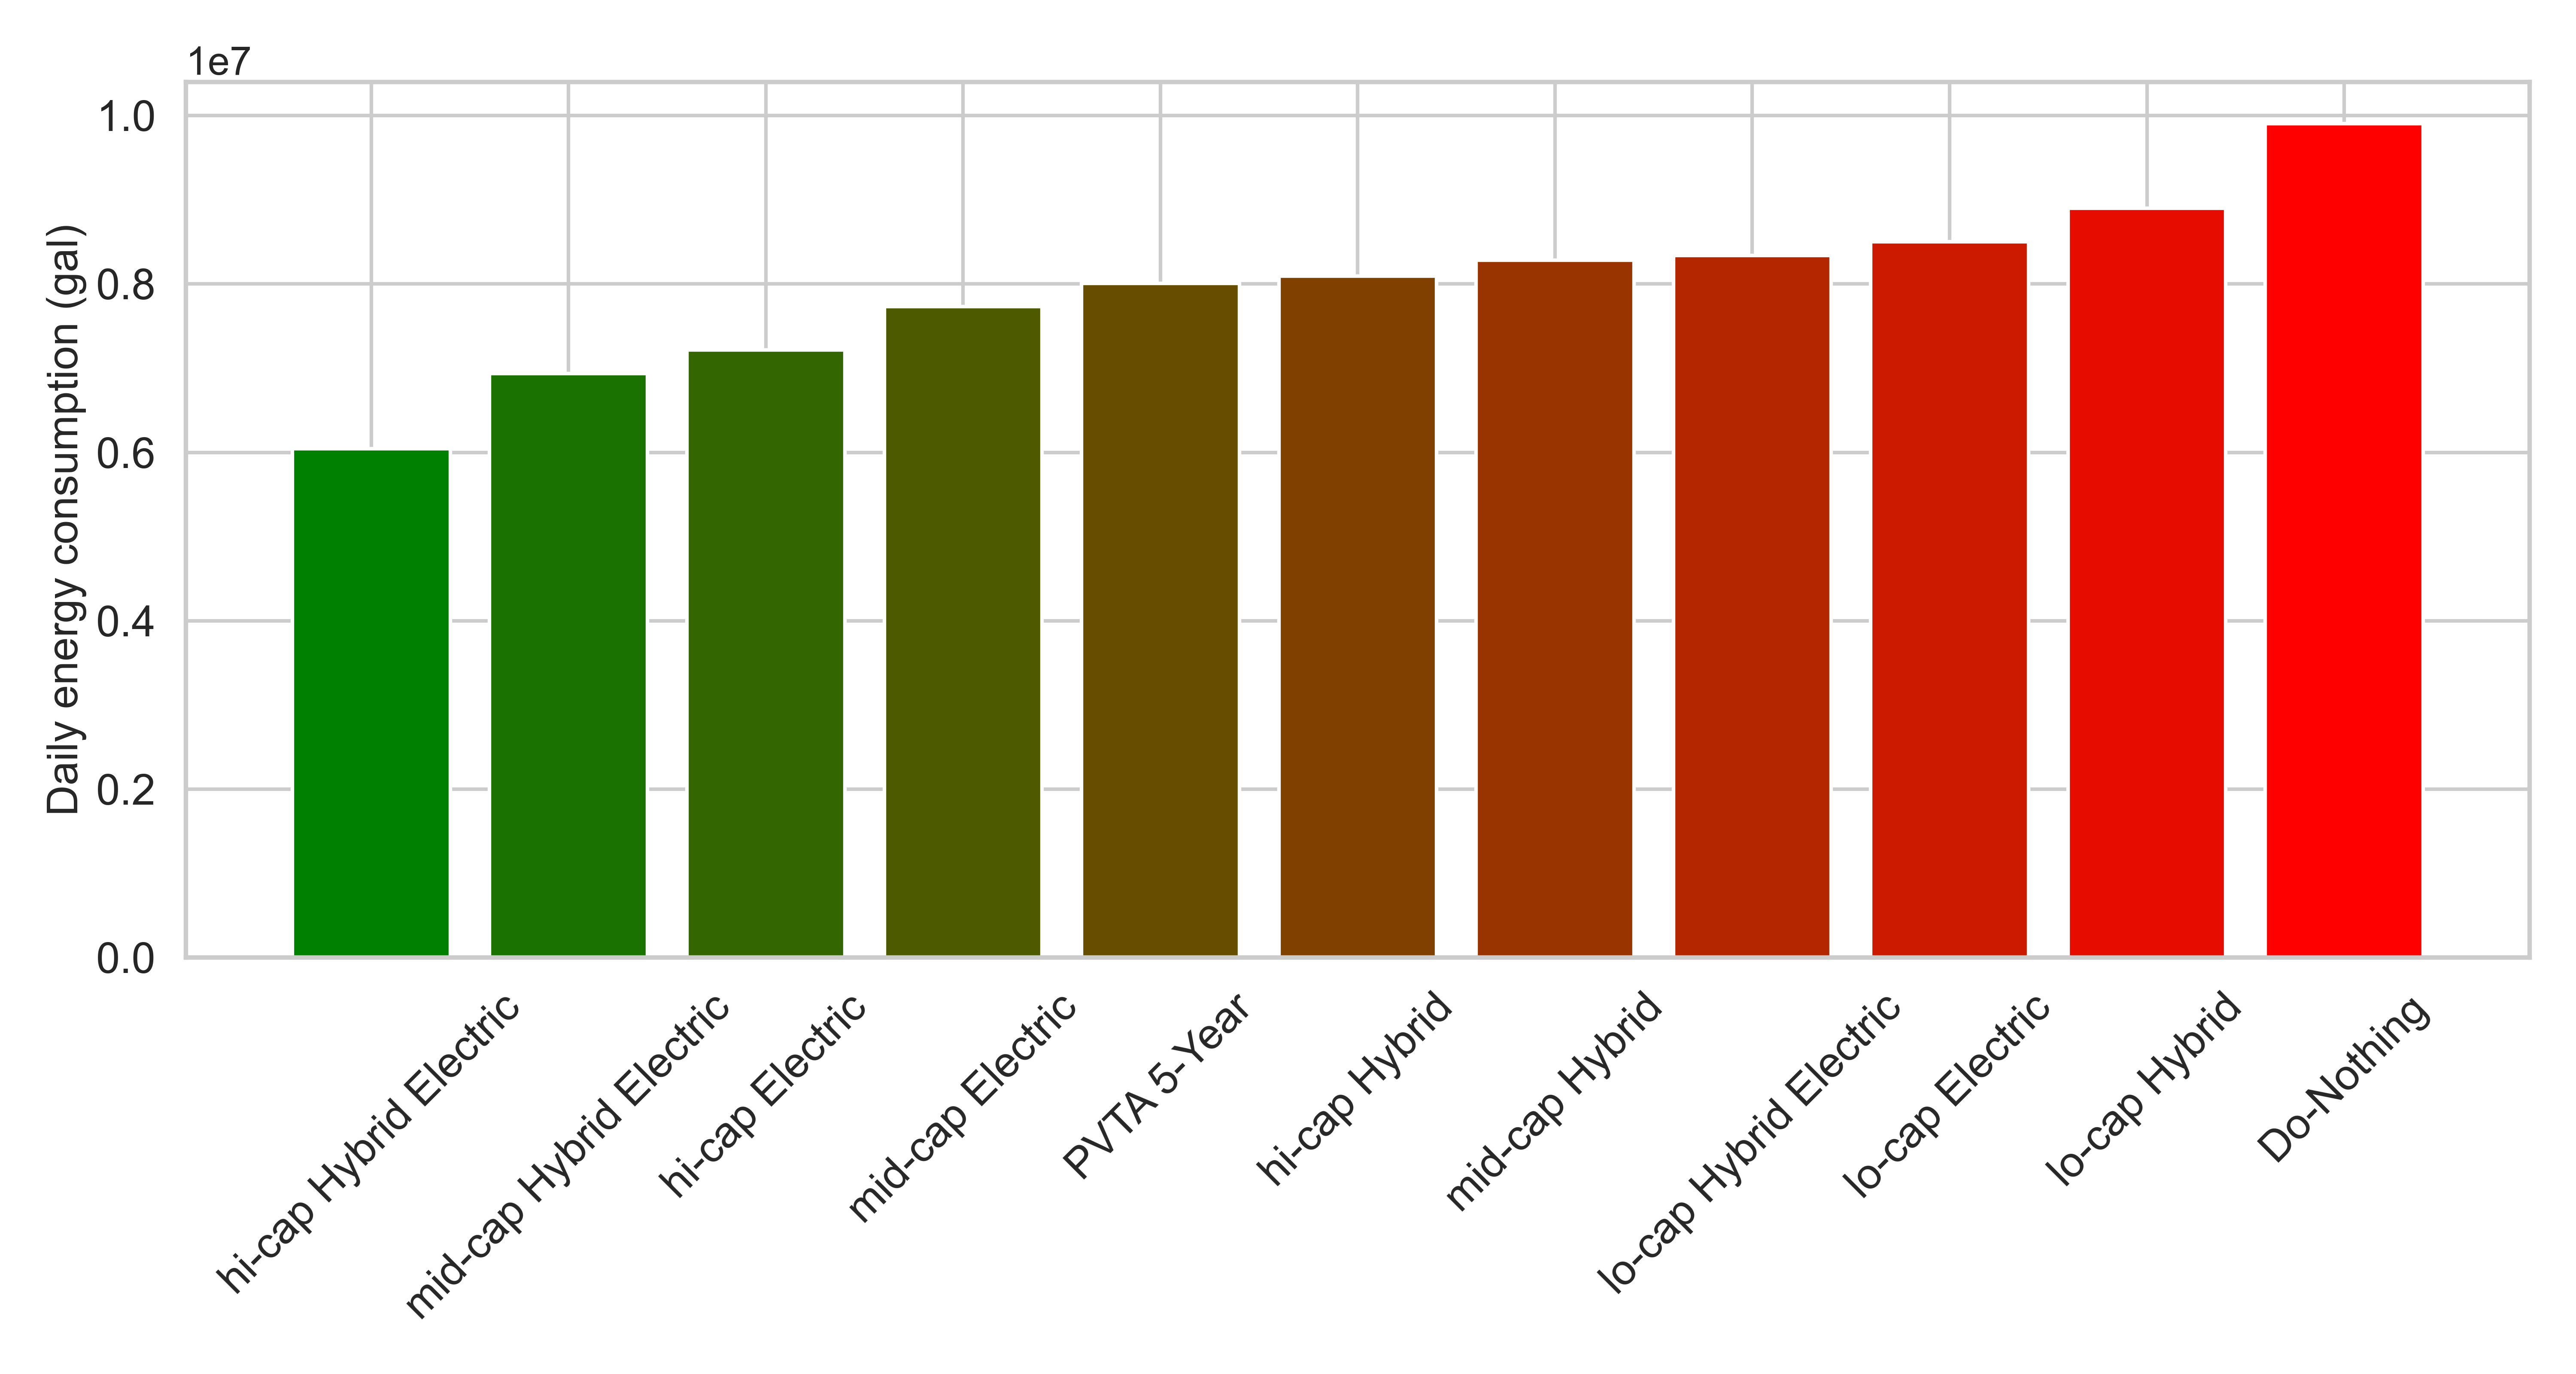 1e7
1.0
0.8
0.6
0.4
0.2
0.0
Daily energy consumption (gal)
hi-cap Hybrid Electric
mid-cap Hybrid Electric
hi-cap Electric
mid-cap Electric
PVTA 5-Year
hi-cap Hybrid
mid-cap Hybrid
lo-cap Hybrid Electric
lo-cap Electric
lo-cap Hybrid
Do-Nothing